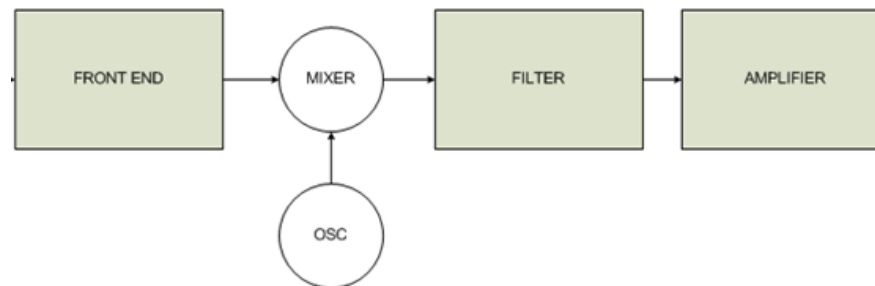 FRONT END
MIXER
FILTER
AMPLIFIER
OSC